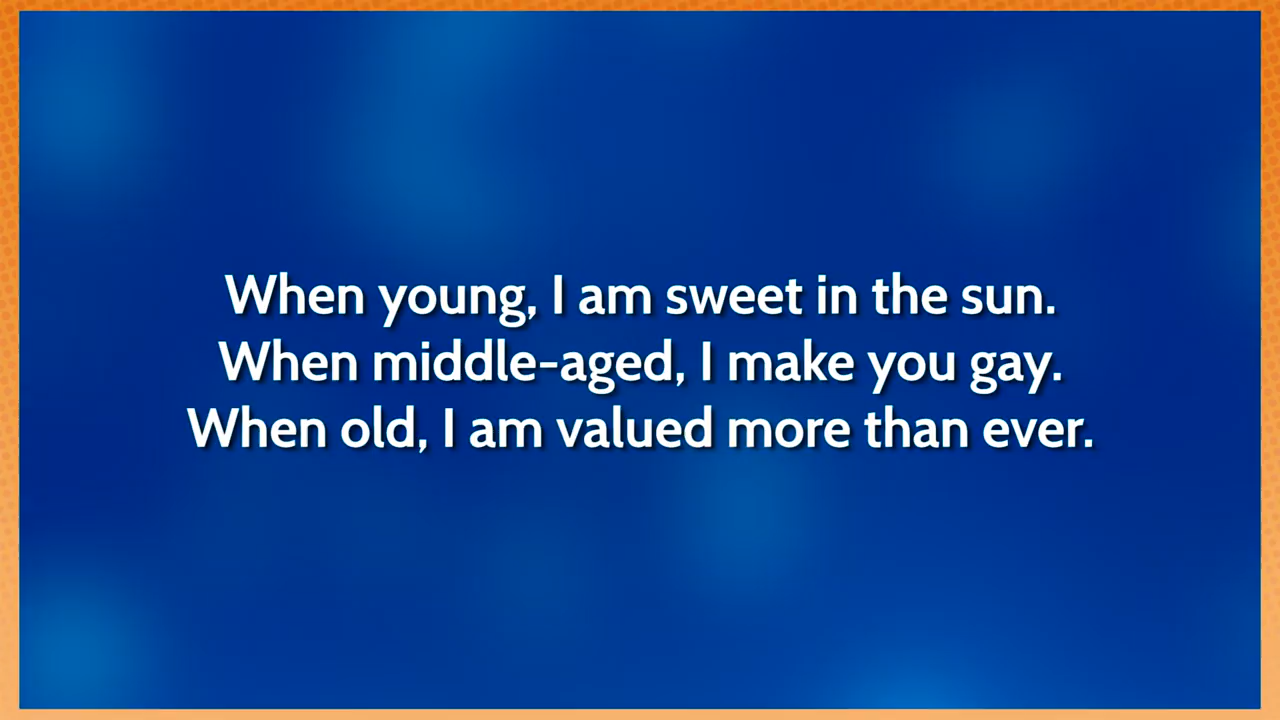 When young, I am sweet in the sun.
When middle-aged, I make you gay.
When old, I am valued more than ever.